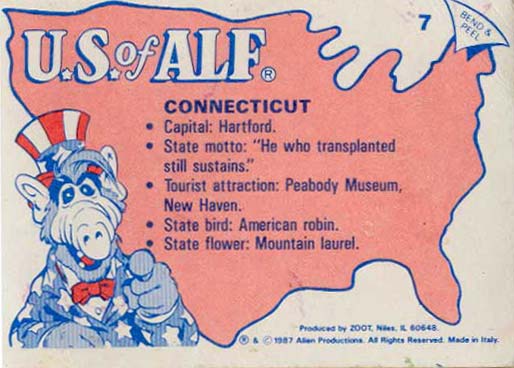 7
BEND &
PEEL
U.S. of ALF®
CONNECTICUT
• Capital: Hartford.
• State motto: "He who transplanted
still sustains."
• Tourist attraction: Peabody Museum,
New Haven.
• State bird: American robin.
• State flower: Mountain laurel.
Produced by ZOOT, Niles, IL 60648.
® & © 1987 Alien Productions. All Rights Reserved. Made in Italy.